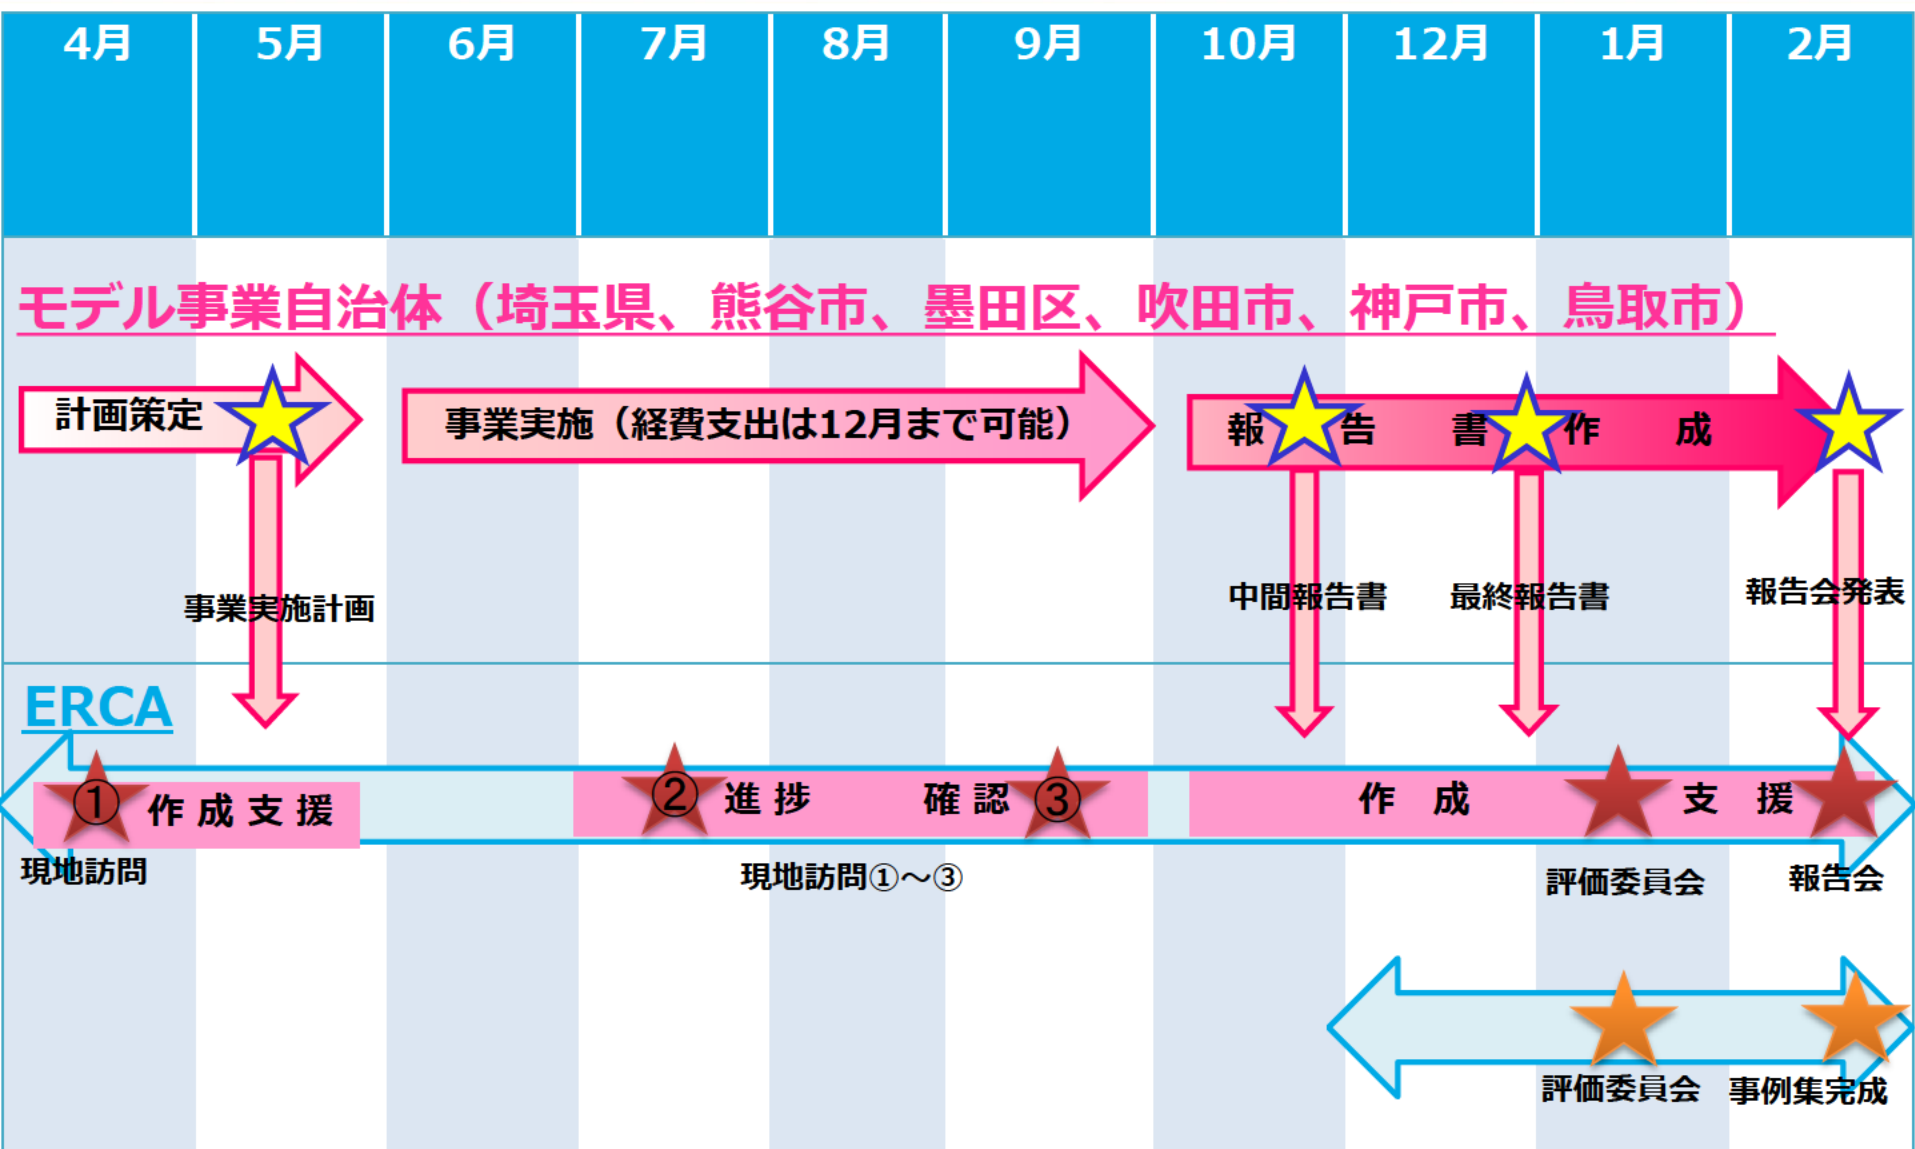 4月 5月 6月 7月 8月 9月 10月 12月 1月 2月
モデル事業自治体（埼玉県、熊谷市、墨田区、吹田市、神戸市、鳥取市）
計画策定
事業実施（経費支出は12月まで可能）
報告書作成
事業実施計画
中間報告書
最終報告書
報告会発表
ERCA
① 作成支援
② 進捗 確認 ③
作成 支援
現地訪問
現地訪問①～③
評価委員会
報告会
評価委員会
事例集完成